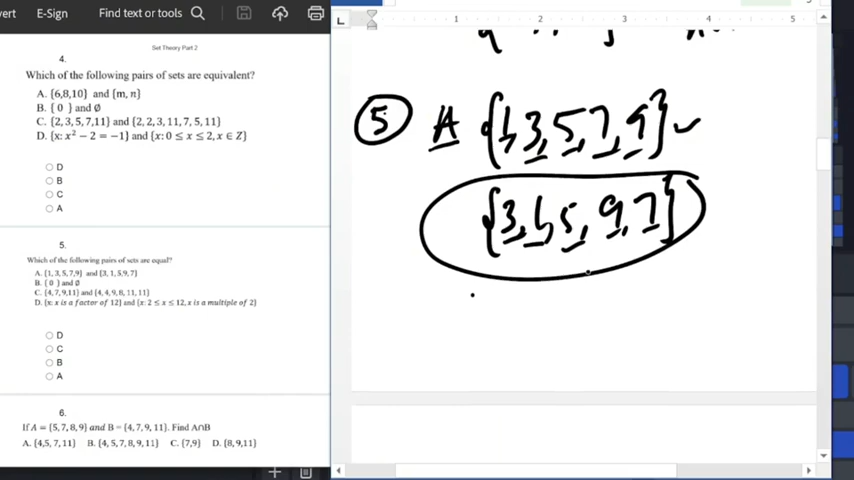 vert E-Sign Find text or tools
Set Theory Part 2
4.
Which of the following pairs of sets are equivalent?
A. {6,8,10} and {m, n}
B. { 0 } and Ø
C. {2, 3, 5, 7,11} and {2, 2, 3, 11, 7, 5, 11}
D. {x: x² − 2 = −1} and {x: 0 ≤ x ≤ 2, x ∈ Z}
D
B
C
A
5.
Which of the following pairs of sets are equal?
A. {1, 3, 5, 7,9} and {3, 1, 5,9, 7}
B. { 0 } and Ø
C. {4, 7, 9,11} and {4, 4, 9, 8, 11, 11}
D. {x: x is a factor of 12} and {x: 2 ≤ x ≤ 12, x is a multiple of 2}
D
C
B
A
6.
If A = {5, 7, 8, 9} and B = {4, 7, 9, 11}. Find A∩B
A. {4,5, 7, 11} B. {4, 5, 7, 8, 9, 11} C. {7,9} D. {8, 9,11}
1 2 3 4 5
5 A {1, 3, 5, 7, 9}
{3, 1, 5, 9, 7}